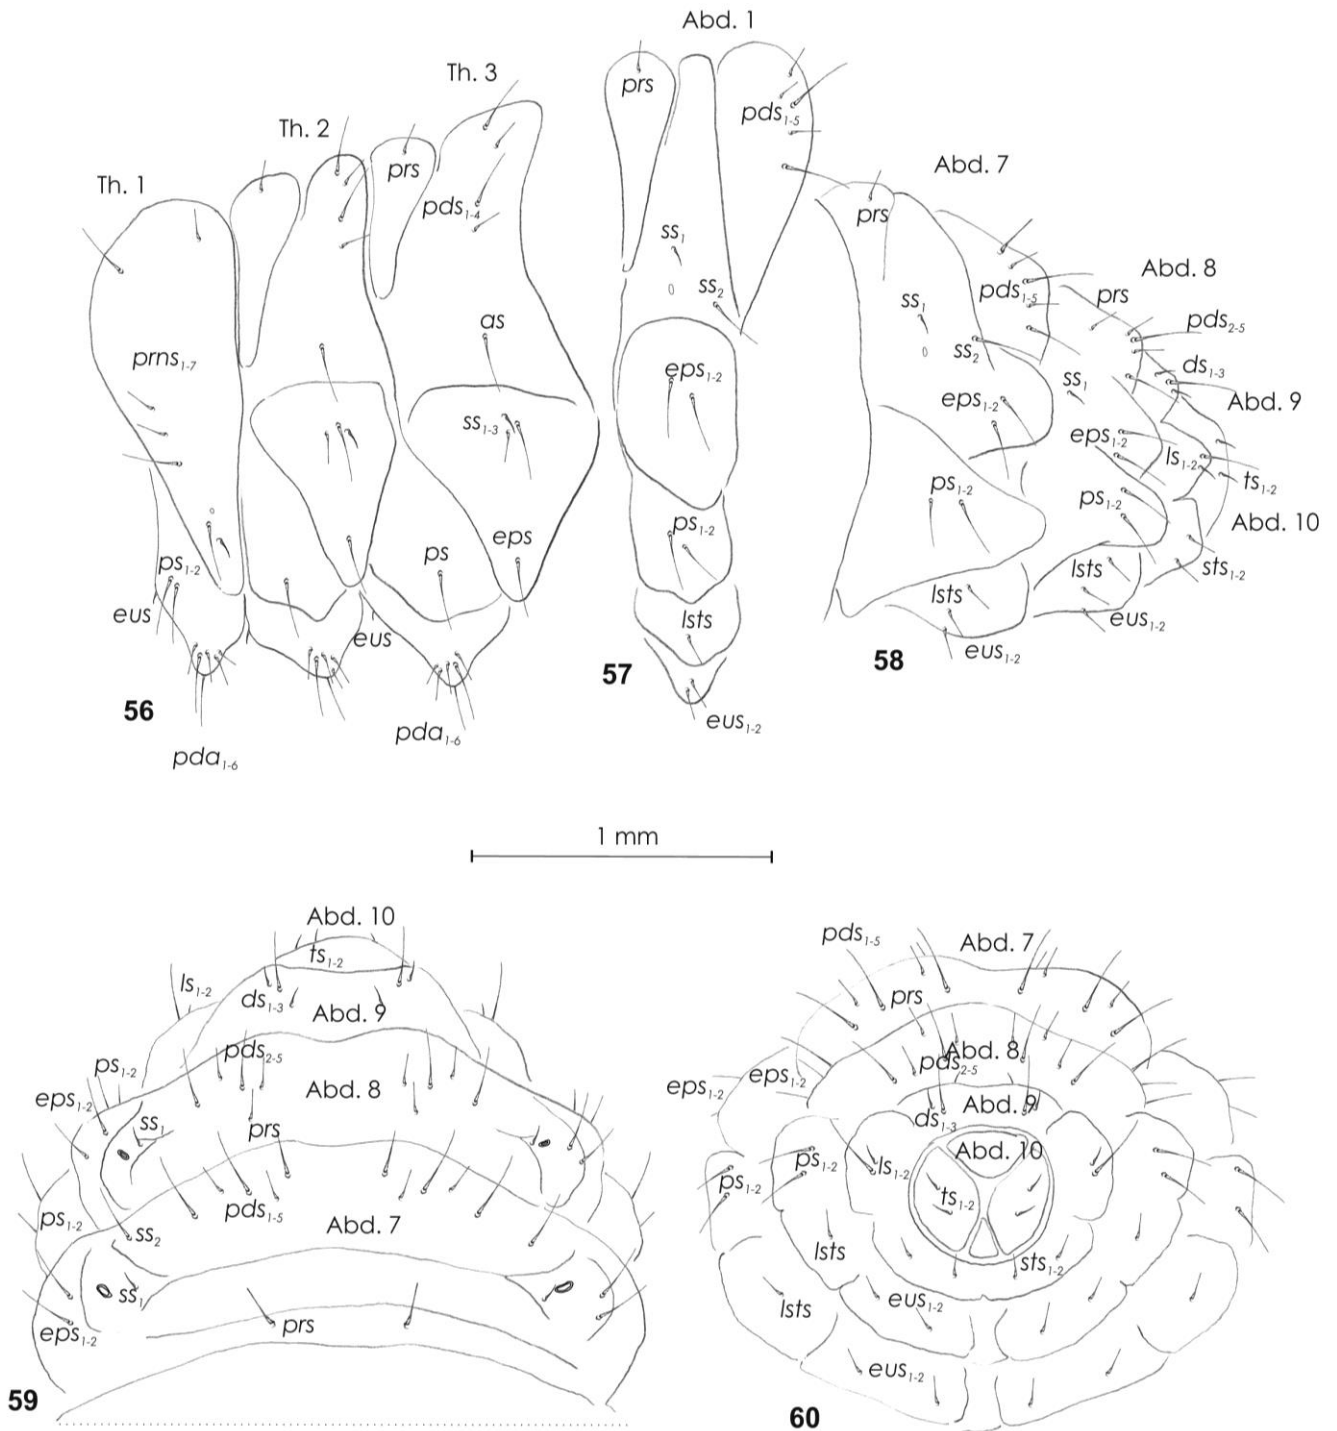 Abd. 1
Th. 3
Th. 2
Th. 1
prs
prs
pds₁₋₅
pds₁₋₄
prns₁₋₇
as
ss₁₋₃
ps₁₋₂
eus
ps
eps
eus
pda₁₋₆
pda₁₋₆
56
ss₁
ss₂
eps₁₋₂
ps₁₋₂
lsts
eus₁₋₂
57
Abd. 7
prs
Abd. 8
pds₁₋₅
prs
pds₂₋₅
ss₁
ss₂
ss₁
ds₁₋₃
Abd. 9
eps₁₋₂
eps₁₋₂
ls₁₋₂
ts₁₋₂
ps₁₋₂
ps₁₋₂
Abd. 10
lsts
lsts
sts₁₋₂
eus₁₋₂
eus₁₋₂
58
1 mm
Abd. 10
ts₁₋₂
ls₁₋₂
ds₁₋₃
Abd. 9
pds₂₋₅
ps₁₋₂
Abd. 8
eps₁₋₂
ss₁
prs
pds₁₋₅
ps₁₋₂
ss₂
Abd. 7
ss₁
eps₁₋₂
prs
59
pds₁₋₅
Abd. 7
prs
Abd. 8
pds₂₋₅
eps₁₋₂
eps₁₋₂
Abd. 9
ds₁₋₃
Abd. 10
ps₁₋₂
ps₁₋₂
ls₁₋₂
ts₁₋₂
lsts
sts₁₋₂
lsts
eus₁₋₂
eus₁₋₂
60